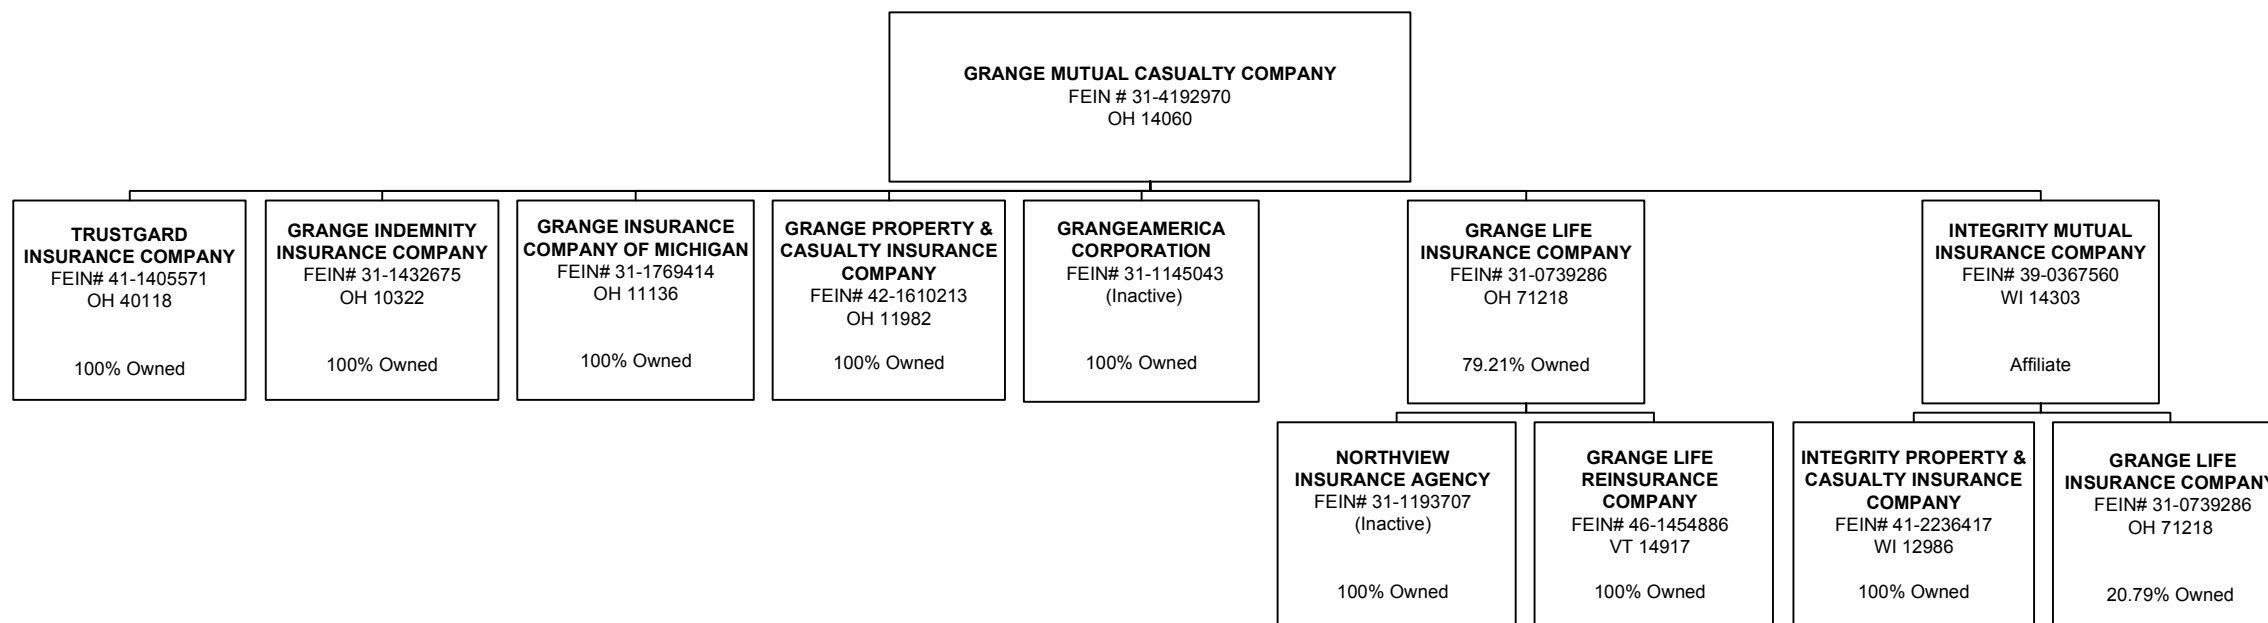 GRANGE MUTUAL CASUALTY COMPANY
FEIN # 31-4192970
OH 14060
TRUSTGARD
INSURANCE COMPANY
FEIN# 41-1405571
OH 40118
100% Owned
GRANGE INDEMNITY
INSURANCE COMPANY
FEIN# 31-1432675
OH 10322
100% Owned
GRANGE INSURANCE
COMPANY OF MICHIGAN
FEIN# 31-1769414
OH 11136
100% Owned
GRANGE PROPERTY &
CASUALTY INSURANCE
COMPANY
FEIN# 42-1610213
OH 11982
100% Owned
GRANGEAMERICA
CORPORATION
FEIN# 31-1145043
(Inactive)
100% Owned
GRANGE LIFE
INSURANCE COMPANY
FEIN# 31-0739286
OH 71218
79.21% Owned
INTEGRITY MUTUAL
INSURANCE COMPANY
FEIN# 39-0367560
WI 14303
Affiliate
NORTHVIEW
INSURANCE AGENCY
FEIN# 31-1193707
(Inactive)
100% Owned
GRANGE LIFE
REINSURANCE
COMPANY
FEIN# 46-1454886
VT 14917
100% Owned
INTEGRITY PROPERTY &
CASUALTY INSURANCE
COMPANY
FEIN# 41-2236417
WI 12986
100% Owned
GRANGE LIFE
INSURANCE COMPANY
FEIN# 31-0739286
OH 71218
20.79% Owned